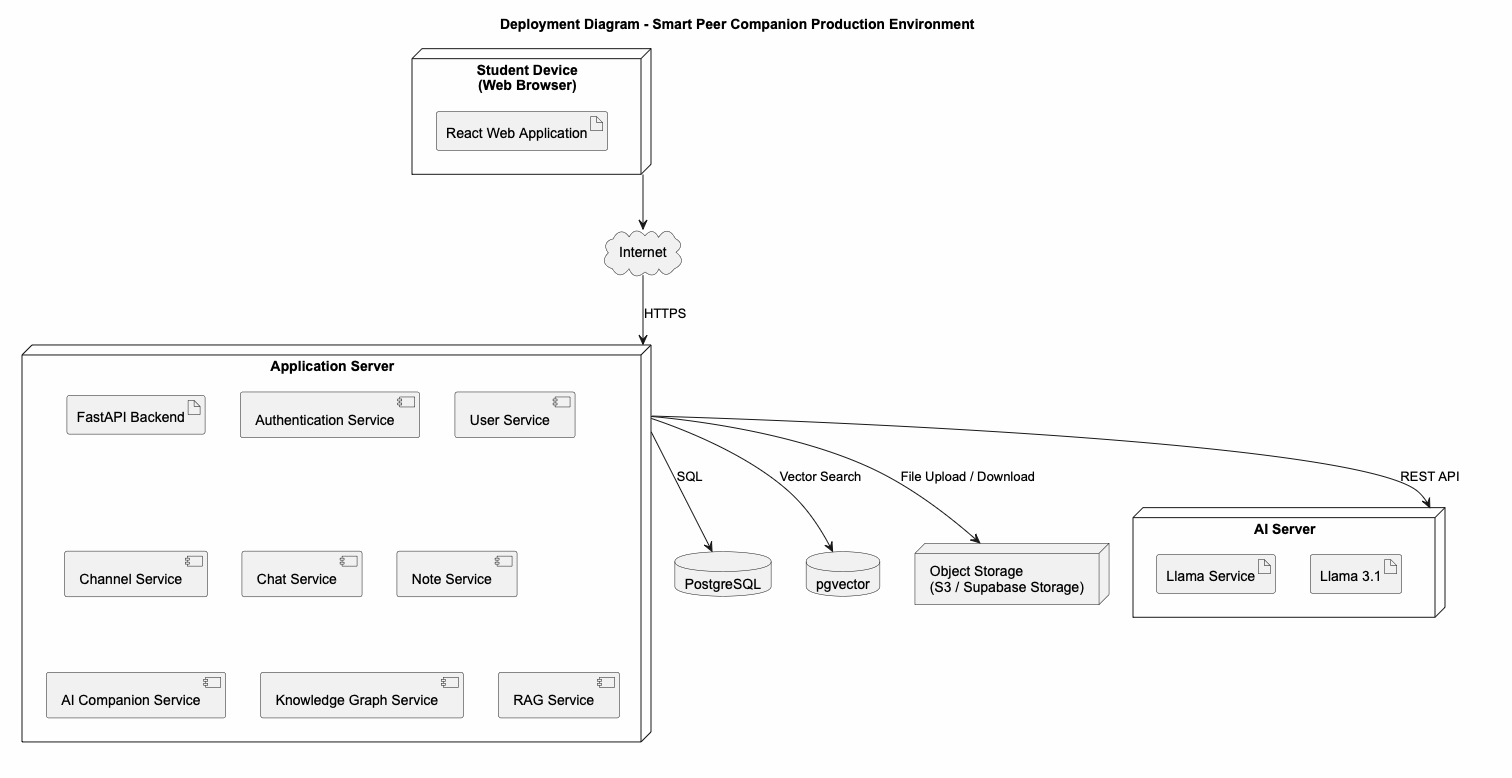 Deployment Diagram - Smart Peer Companion Production Environment
Student Device
(Web Browser)
React Web Application
Internet
HTTPS
Application Server
FastAPI Backend
Authentication Service
User Service
Channel Service
Chat Service
Note Service
AI Companion Service
Knowledge Graph Service
RAG Service
SQL
Vector Search
File Upload / Download
REST API
PostgreSQL
pgvector
Object Storage
(S3 / Supabase Storage)
AI Server
Llama Service
Llama 3.1